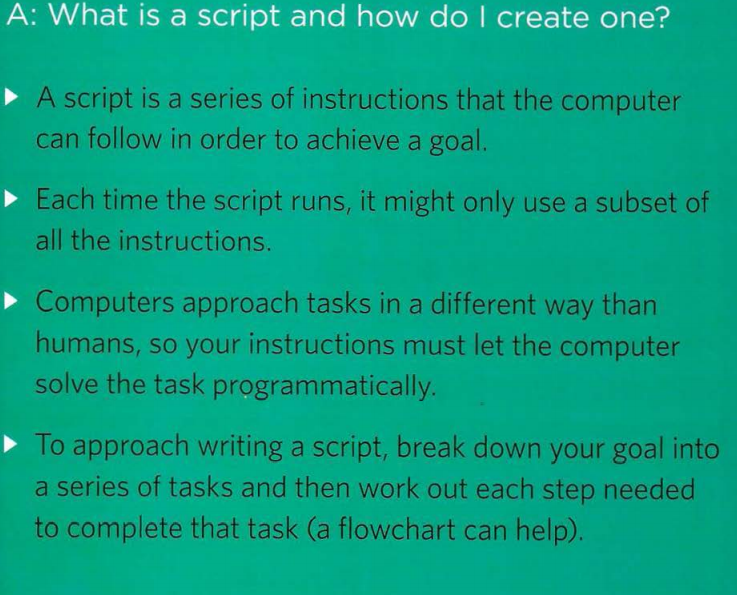 A: What is a script and how do I create one?
▶ A script is a series of instructions that the computer
can follow in order to achieve a goal.
▶ Each time the script runs, it might only use a subset of
all the instructions.
▶ Computers approach tasks in a different way than
humans, so your instructions must let the computer
solve the task programmatically.
▶ To approach writing a script, break down your goal into
a series of tasks and then work out each step needed
to complete that task (a flowchart can help).